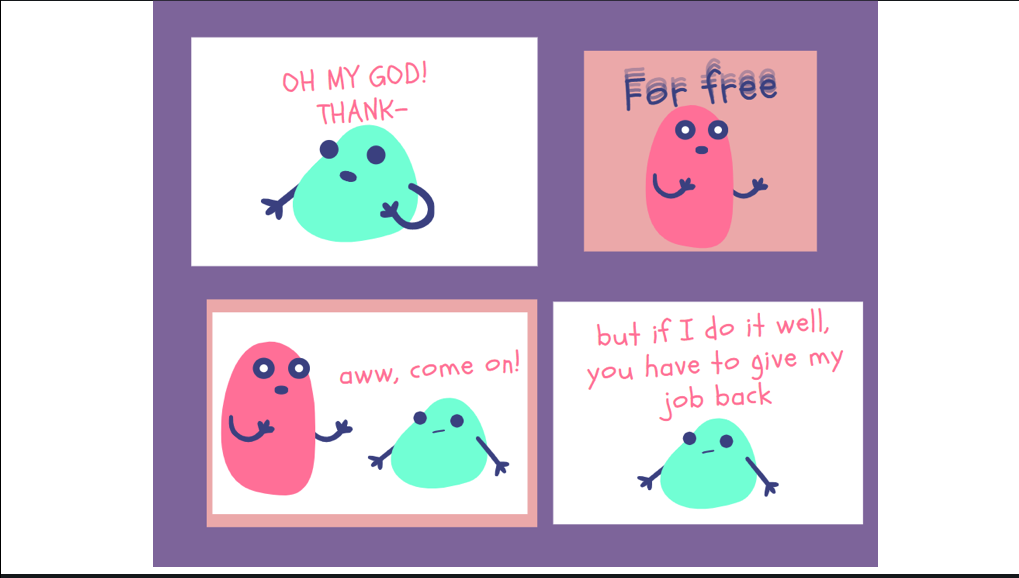 OH MY GOD!
THANK-
For free
aww, come on!
but if I do it well,
you have to give my
job back